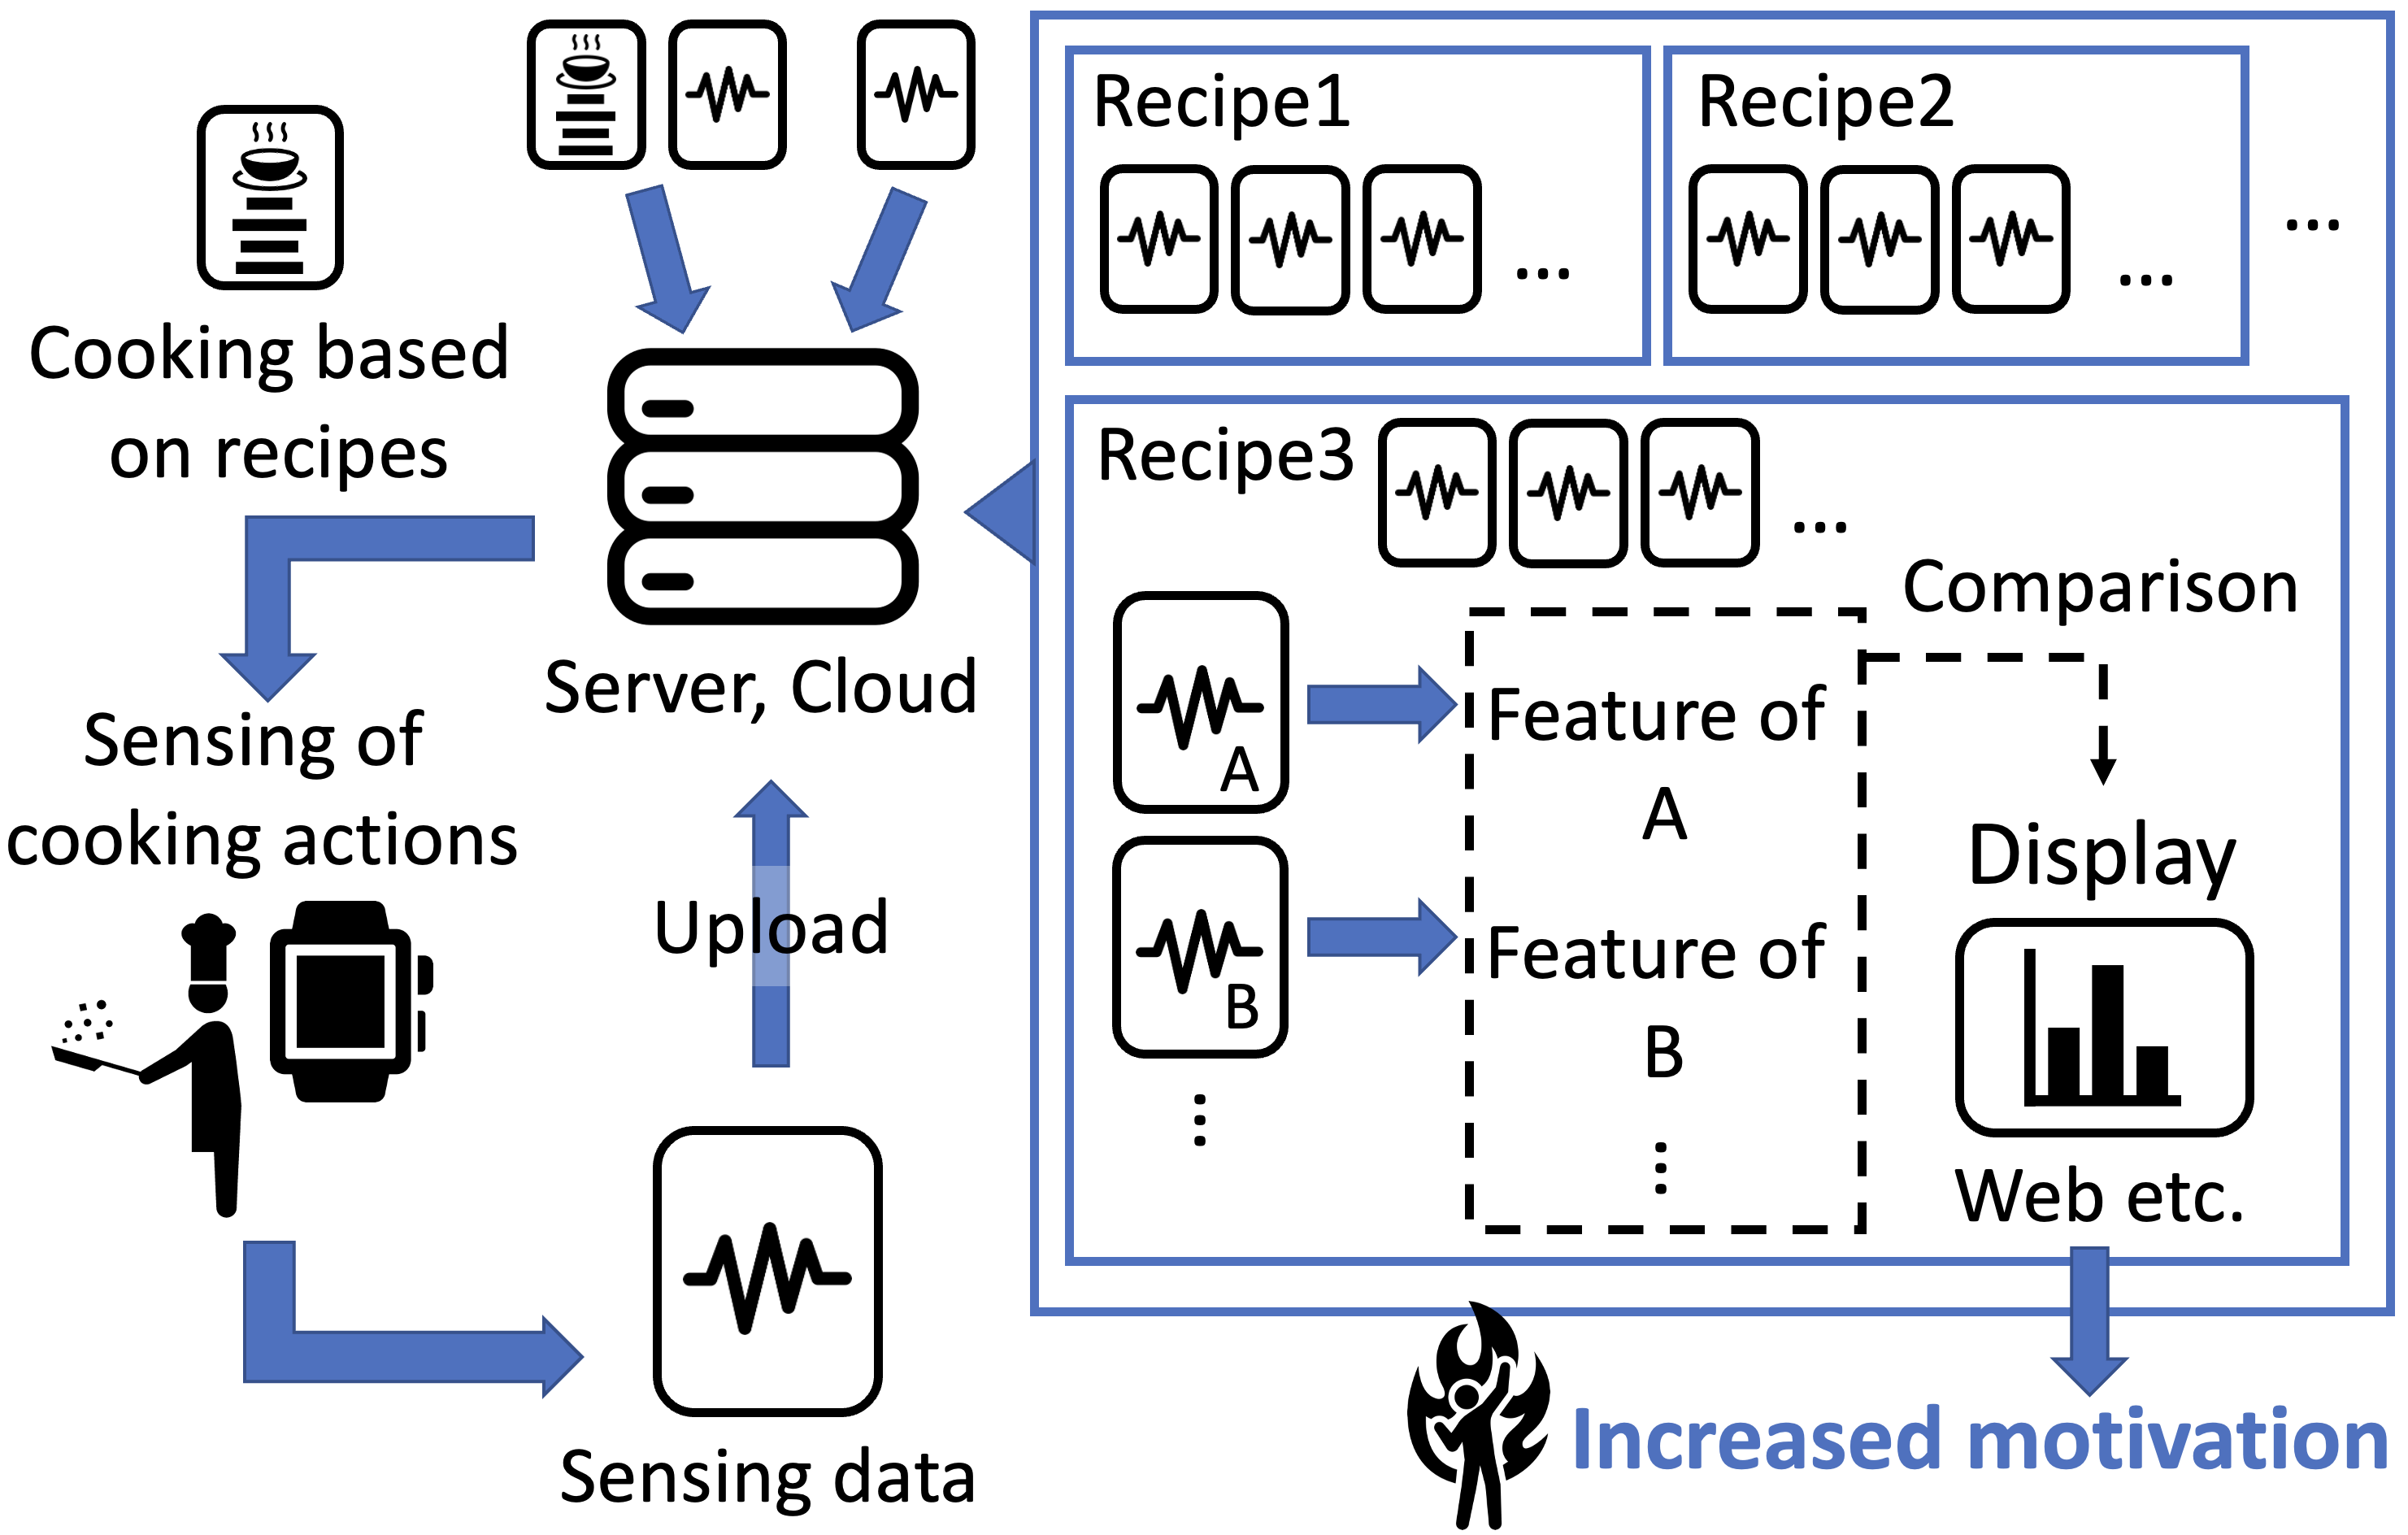 Cooking based
on recipes
Sensing of
cooking actions
Server, Cloud
Upload
Sensing data
Recipe1
...
Recipe2
...
...
Recipe3
...
A
B
⋮
Feature of
A
Feature of
B
⋮
Comparison
Display
Web etc.
Increased motivation